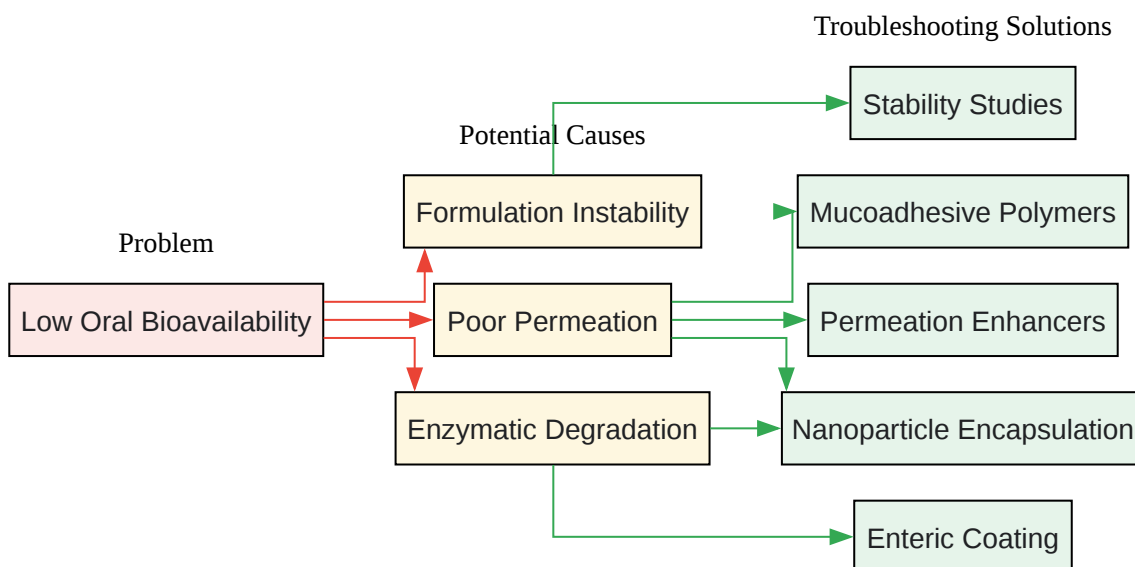 Troubleshooting Solutions
Stability Studies
Potential Causes
Formulation Instability
Mucoadhesive Polymers
Problem
Low Oral Bioavailability
Poor Permeation
Permeation Enhancers
Enzymatic Degradation
Nanoparticle Encapsulation
Enteric Coating